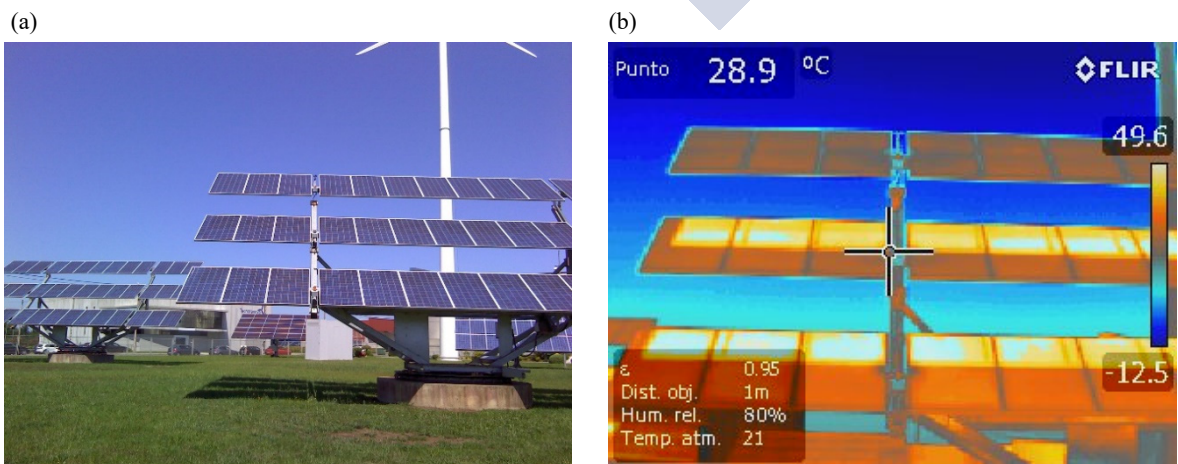 (a)
(b)
Punto 28.9 ºC
FLIR
49.6
-12.5
ε 0.95
Dist. obj. 1m
Hum. rel. 80%
Temp. atm. 21